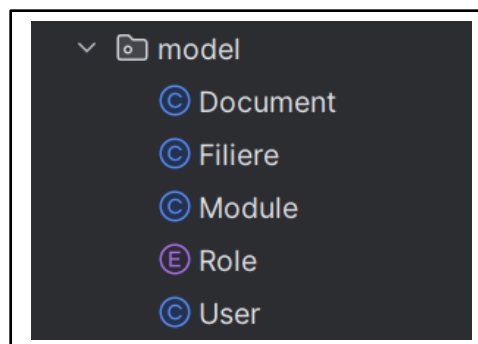 model
C Document
C Filiere
C Module
E Role
C User